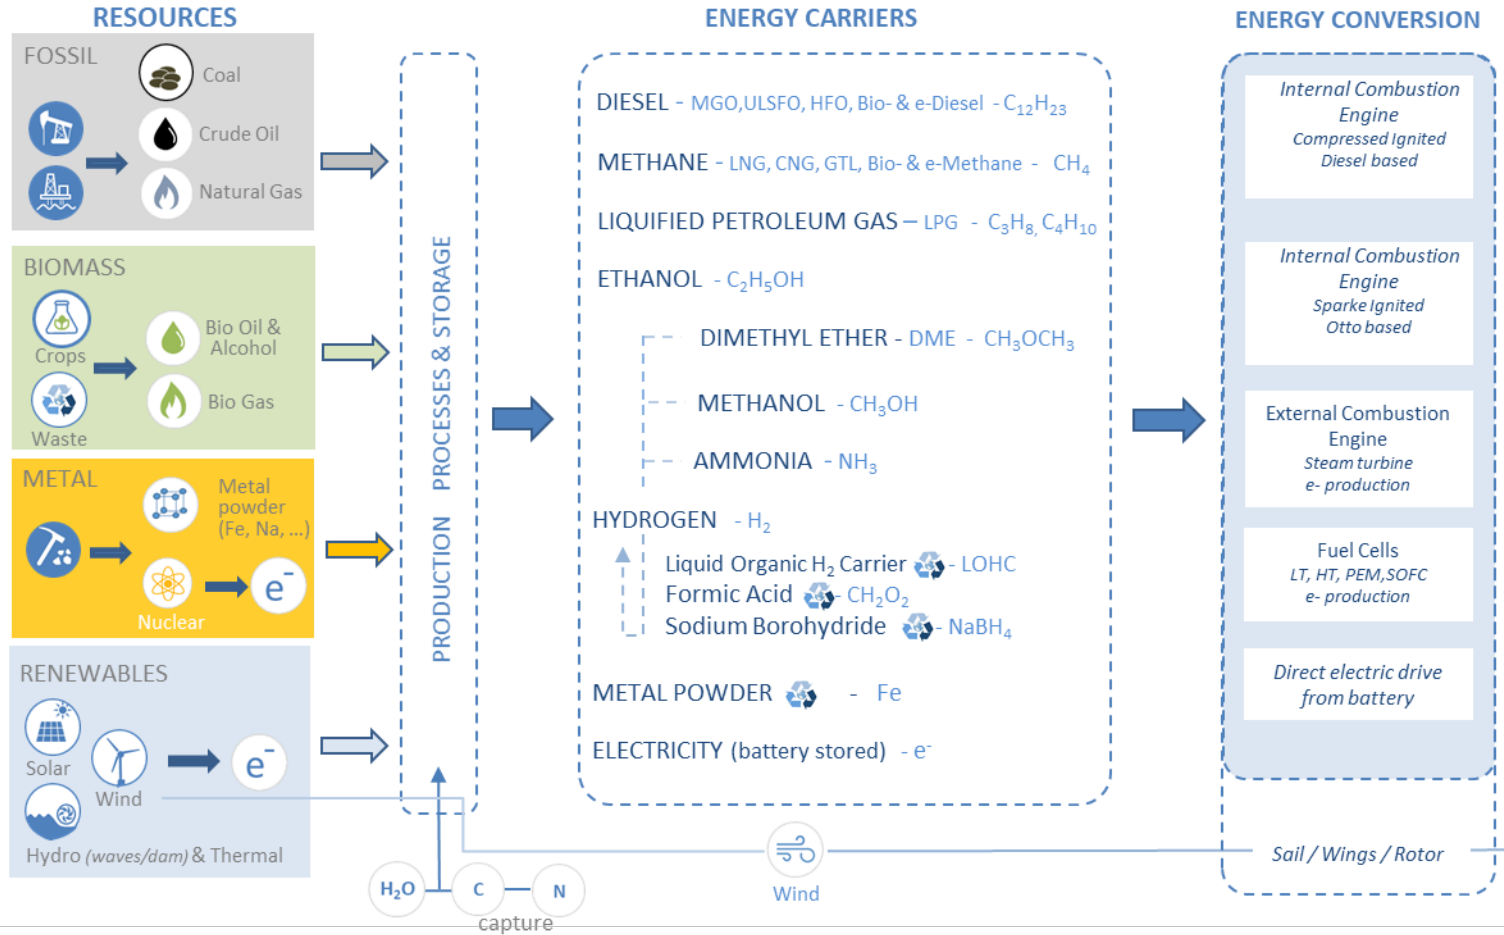 RESOURCES
FOSSIL
Coal
Crude Oil
Natural Gas
BIOMASS
Crops
Waste
Bio Oil &
Alcohol
Bio Gas
METAL
Metal
powder
(Fe, Na, ...)
Nuclear
e⁻
RENEWABLES
Solar
Wind
e⁻
Hydro (waves/dam) & Thermal
PRODUCTION PROCESSES & STORAGE
H₂O
C
N
capture
ENERGY CARRIERS
DIESEL - MGO,ULSFO, HFO, Bio- & e-Diesel - C₁₂H₂₃
METHANE - LNG, CNG, GTL, Bio- & e-Methane - CH₄
LIQUIFIED PETROLEUM GAS – LPG - C₃H₈, C₄H₁₀
ETHANOL - C₂H₅OH
DIMETHYL ETHER - DME - CH₃OCH₃
METHANOL - CH₃OH
AMMONIA - NH₃
HYDROGEN - H₂
Liquid Organic H₂ Carrier - LOHC
Formic Acid - CH₂O₂
Sodium Borohydride - NaBH₄
METAL POWDER - Fe
ELECTRICITY (battery stored) - e⁻
Wind
ENERGY CONVERSION
Internal Combustion
Engine
Compressed Ignited
Diesel based
Internal Combustion
Engine
Sparke Ignited
Otto based
External Combustion
Engine
Steam turbine
e- production
Fuel Cells
LT, HT, PEM,SOFC
e- production
Direct electric drive
from battery
Sail / Wings / Rotor